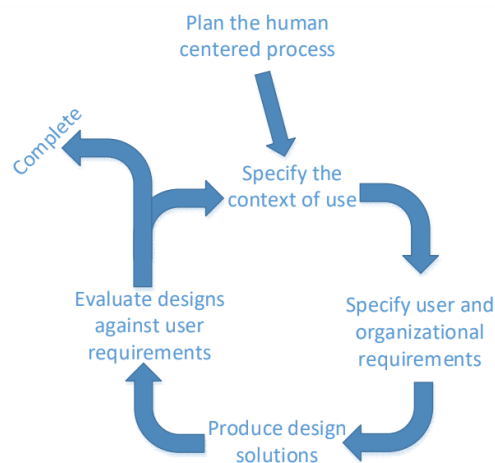 Plan the human
centered process
Complete
Specify the
context of use
Evaluate designs
against user
requirements
Specify user and
organizational
requirements
Produce design
solutions